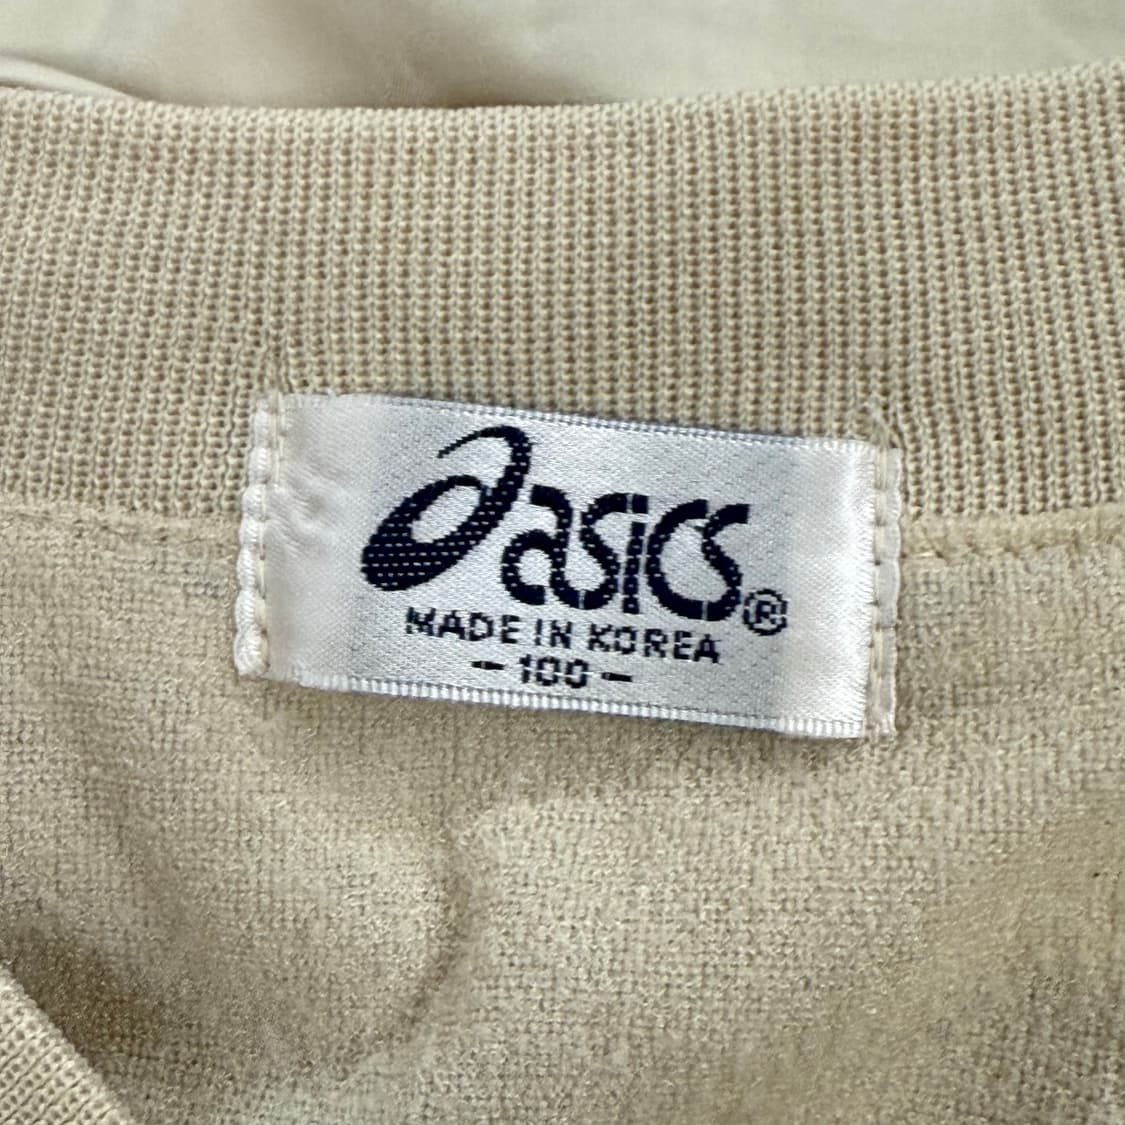 asics®
MADE IN KOREA
-100-